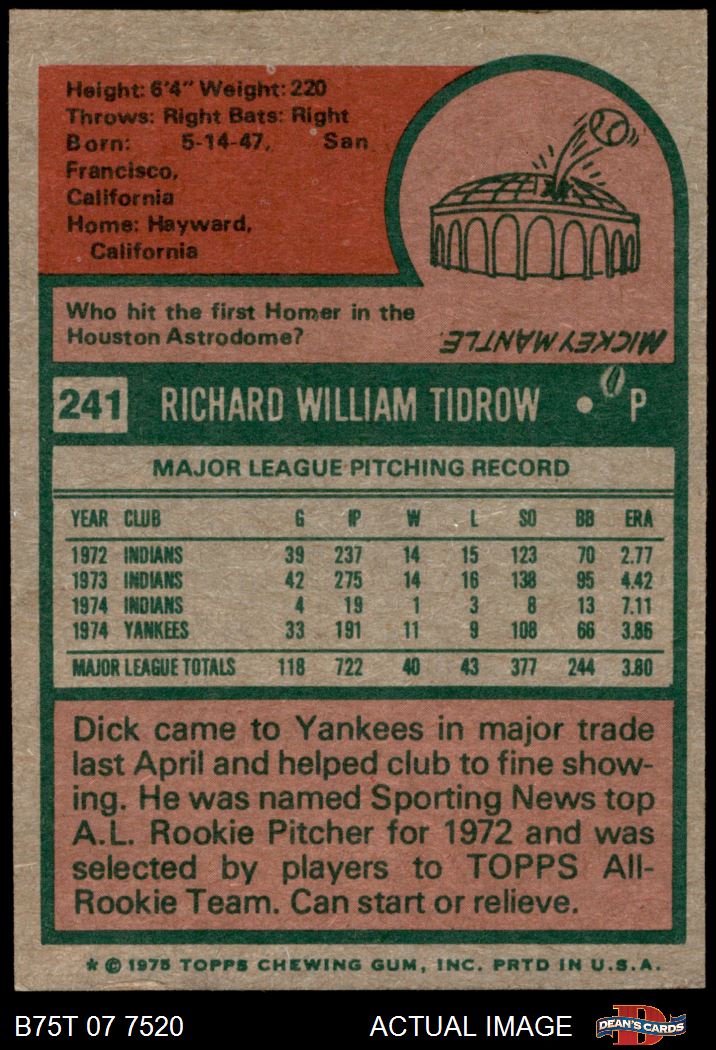 Height: 6'4" Weight: 220
Throws: Right Bats: Right
Born: 5-14-47, San
Francisco,
California
Home: Hayward,
California
Who hit the first Homer in the
Houston Astrodome?
MICKEY MANTLE.
241 RICHARD WILLIAM TIDROW • P
MAJOR LEAGUE PITCHING RECORD
YEAR CLUB G IP W L SO BB ERA
1972 INDIANS 39 237 14 15 123 70 2.77
1973 INDIANS 42 275 14 16 138 95 4.42
1974 INDIANS 4 19 1 3 8 13 7.11
1974 YANKEES 33 191 11 9 108 66 3.86
MAJOR LEAGUE TOTALS 118 722 40 43 377 244 3.80
Dick came to Yankees in major trade
last April and helped club to fine show-
ing. He was named Sporting News top
A.L. Rookie Pitcher for 1972 and was
selected by players to TOPPS All-
Rookie Team. Can start or relieve.
* © 1975 TOPPS CHEWING GUM, INC. PRTD IN U.S.A.
B75T 07 7520 ACTUAL IMAGE D DEAN'S CARDS